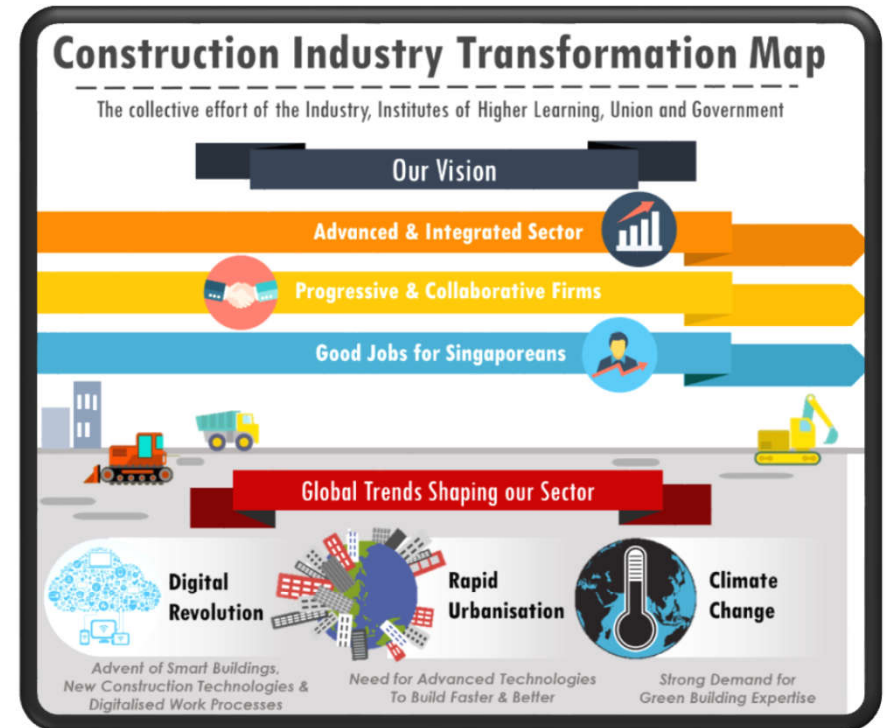 Construction Industry Transformation Map
The collective effort of the Industry, Institutes of Higher Learning, Union and Government
Our Vision
Advanced & Integrated Sector
Progressive & Collaborative Firms
Good Jobs for Singaporeans
Global Trends Shaping our Sector
Digital
Revolution
Advent of Smart Buildings,
New Construction Technologies &
Digitalised Work Processes
Rapid
Urbanisation
Need for Advanced Technologies
To Build Faster & Better
Climate
Change
Strong Demand for
Green Building Expertise